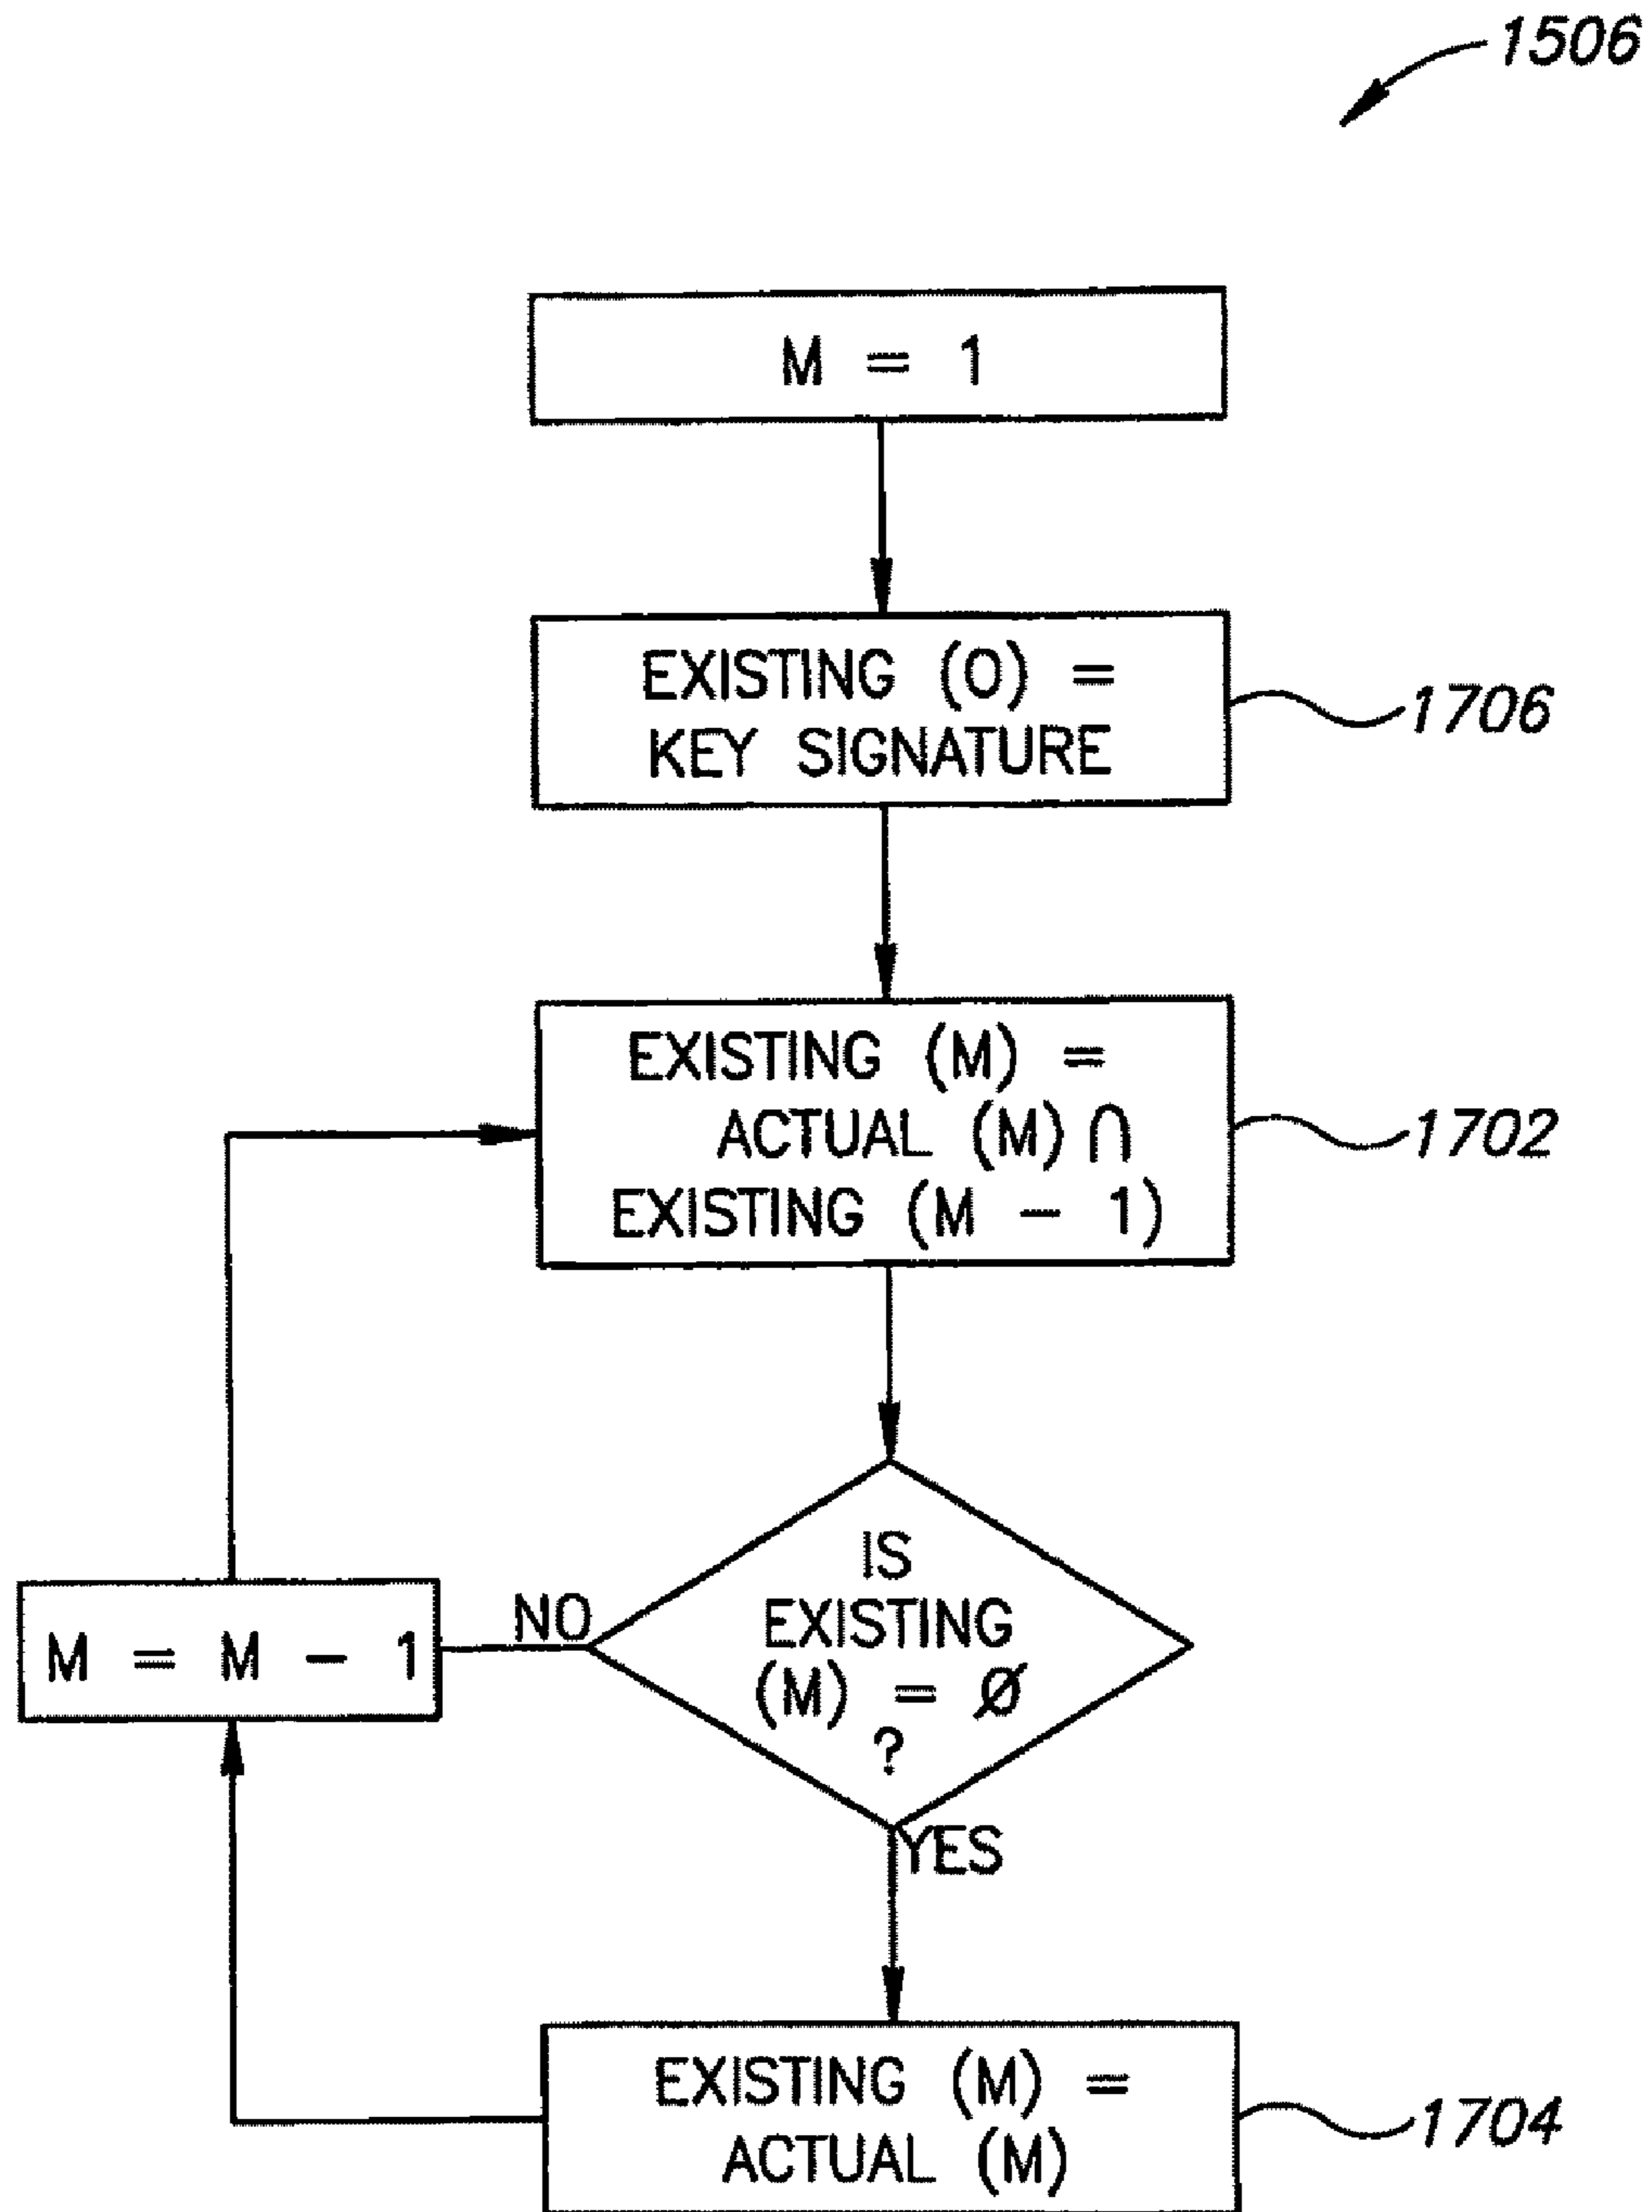 1506
M = 1
EXISTING (O) =
KEY SIGNATURE
1706
EXISTING (M) =
ACTUAL (M) ∩
EXISTING (M - 1)
1702
IS
EXISTING
(M) = Ø
?
NO
M = M - 1
YES
EXISTING (M) =
ACTUAL (M)
1704